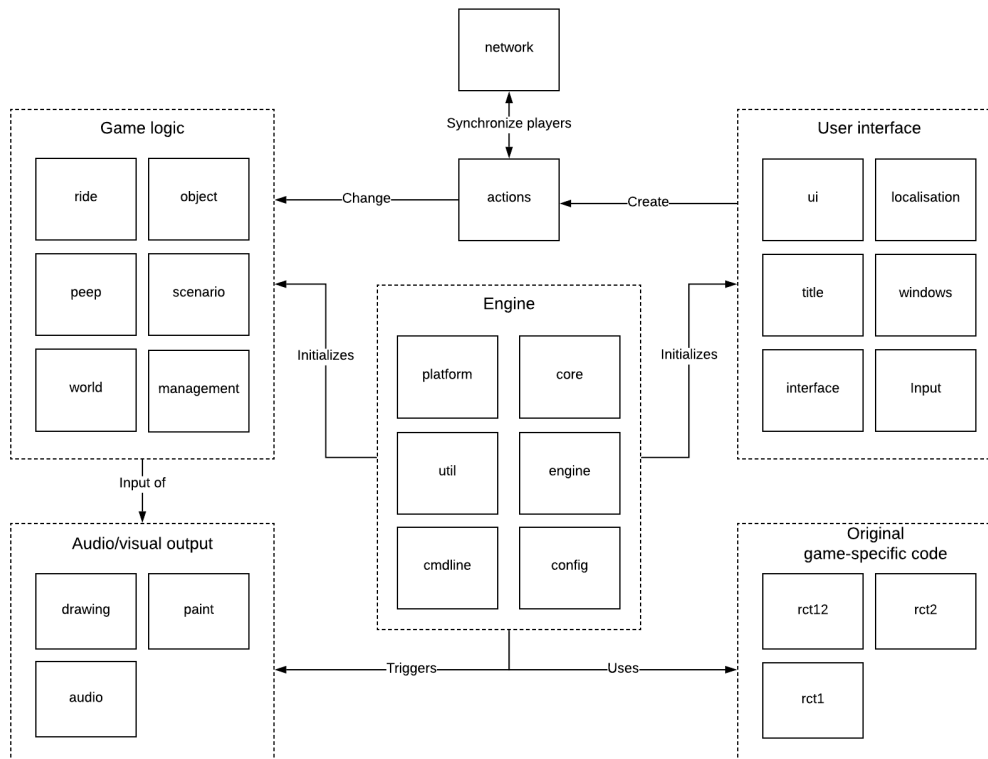 network
Synchronize players
Game logic
User interface
ride
object
actions
ui
localisation
Change
Create
peep
scenario
Engine
title
windows
Initializes
Initializes
platform
core
world
management
interface
Input
util
engine
Input of
Audio/visual output
Original
game-specific code
cmdline
config
drawing
paint
rct12
rct2
Triggers
Uses
audio
rct1